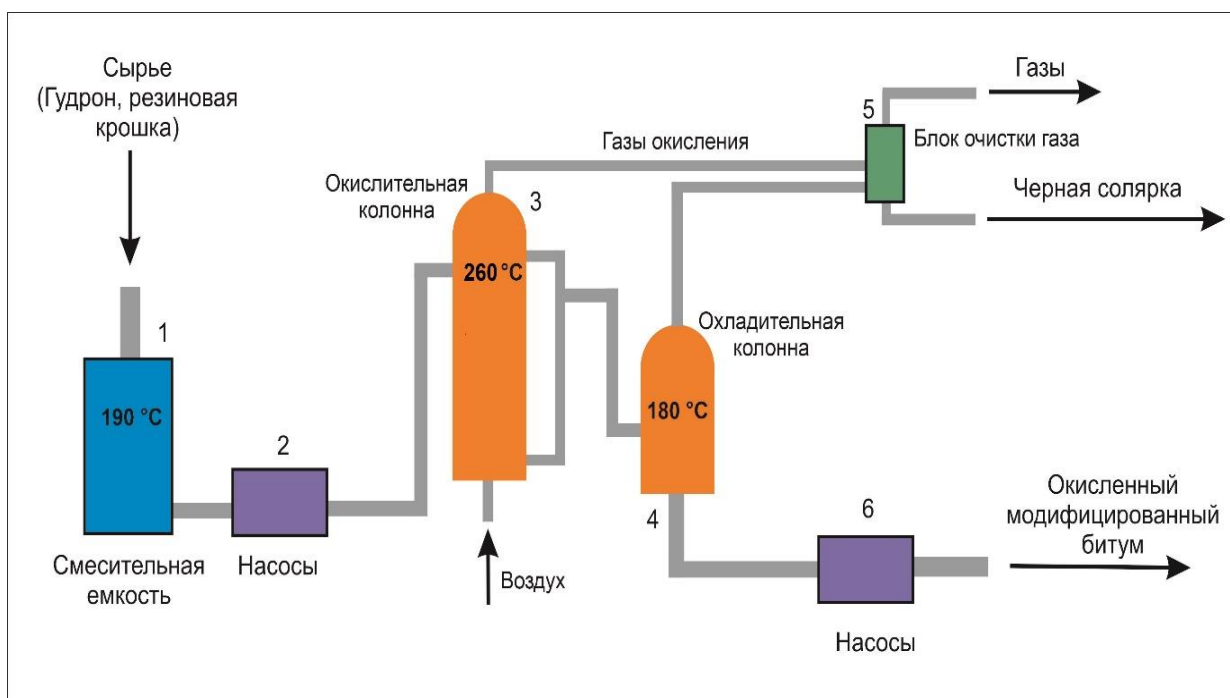 Сырье
(Гудрон, резиновая
крошка)
1
190 °C
Смесительная
емкость
2
Насосы
Окислительная
колонна
3
260 °C
Воздух
Газы окисления
Охладительная
колонна
180 °C
4
5
Газы
Блок очистки газа
Черная солярка
6
Насосы
Окисленный
модифицированный
битум